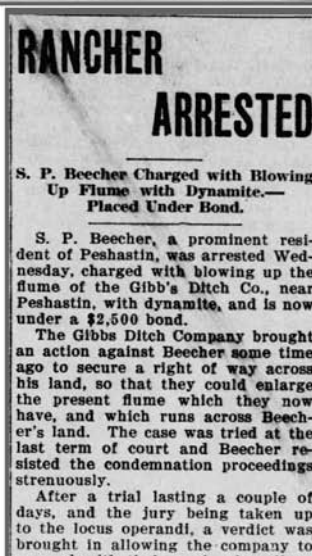 RANCHER
ARRESTED
S. P. Beecher Charged with Blowing
Up Flume with Dynamite.—
Placed Under Bond.
S. P. Beecher, a prominent resi-
dent of Peshastin, was arrested Wed-
nesday, charged with blowing up the
flume of the Gibb's Ditch Co., near
Peshastin, with dynamite, and is now
under a $2,500 bond.
The Gibbs Ditch Company brought
an action against Beecher some time
ago to secure a right of way across
his land, so that they could enlarge
the present flume which they now
have, and which runs across Beech-
er's land. The case was tried at the
last term of court and Beecher re-
sisted the condemnation proceedings
strenuously.
After a trial lasting a couple of
days, and the jury being taken up
to the locus operandi, a verdict was
brought in allowing the company to